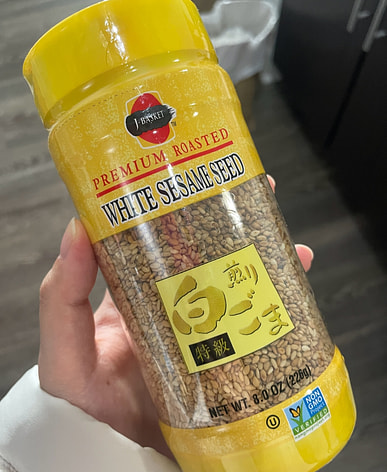 J-BASKET
PREMIUM ROASTED
WHITE SESAME SEED
煎り
白ごま
特級
NET WT. 8.0 OZ (226g)
U
NON
GMO
VERIFIED